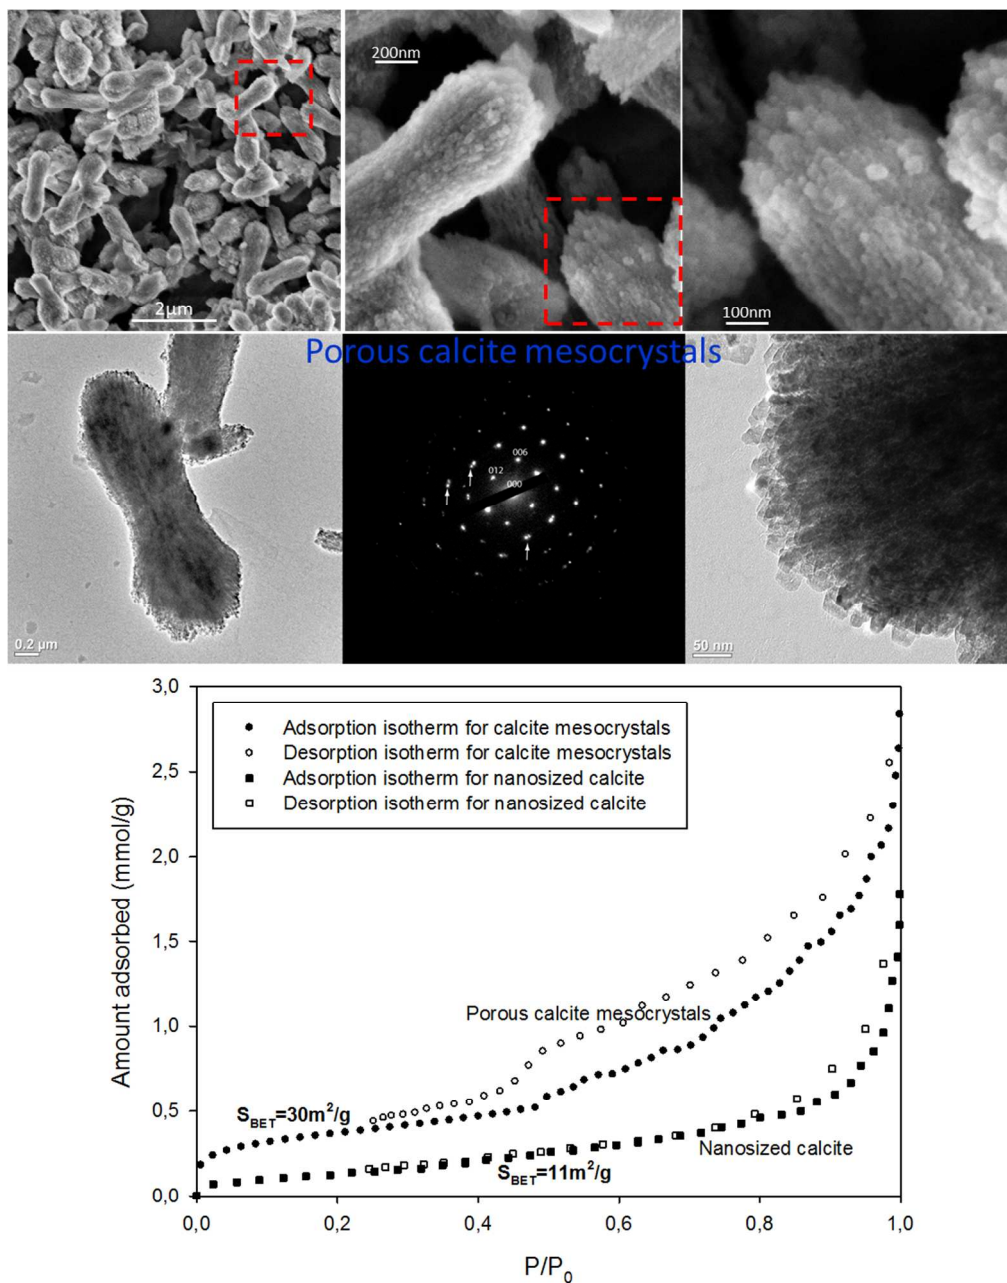 200nm
2µm
100nm
Porous calcite mesocrystals
006
012
000
0.2 µm
50 nm
3,0
2,5
2,0
1,5
1,0
0,5
0,0
Amount adsorbed (mmol/g)
Adsorption isotherm for calcite mesocrystals
Desorption isotherm for calcite mesocrystals
Adsorption isotherm for nanosized calcite
Desorption isotherm for nanosized calcite
Porous calcite mesocrystals
S_BET=30m²/g
Nanosized calcite
S_BET=11m²/g
0,0 0,2 0,4 0,6 0,8 1,0
P/P₀